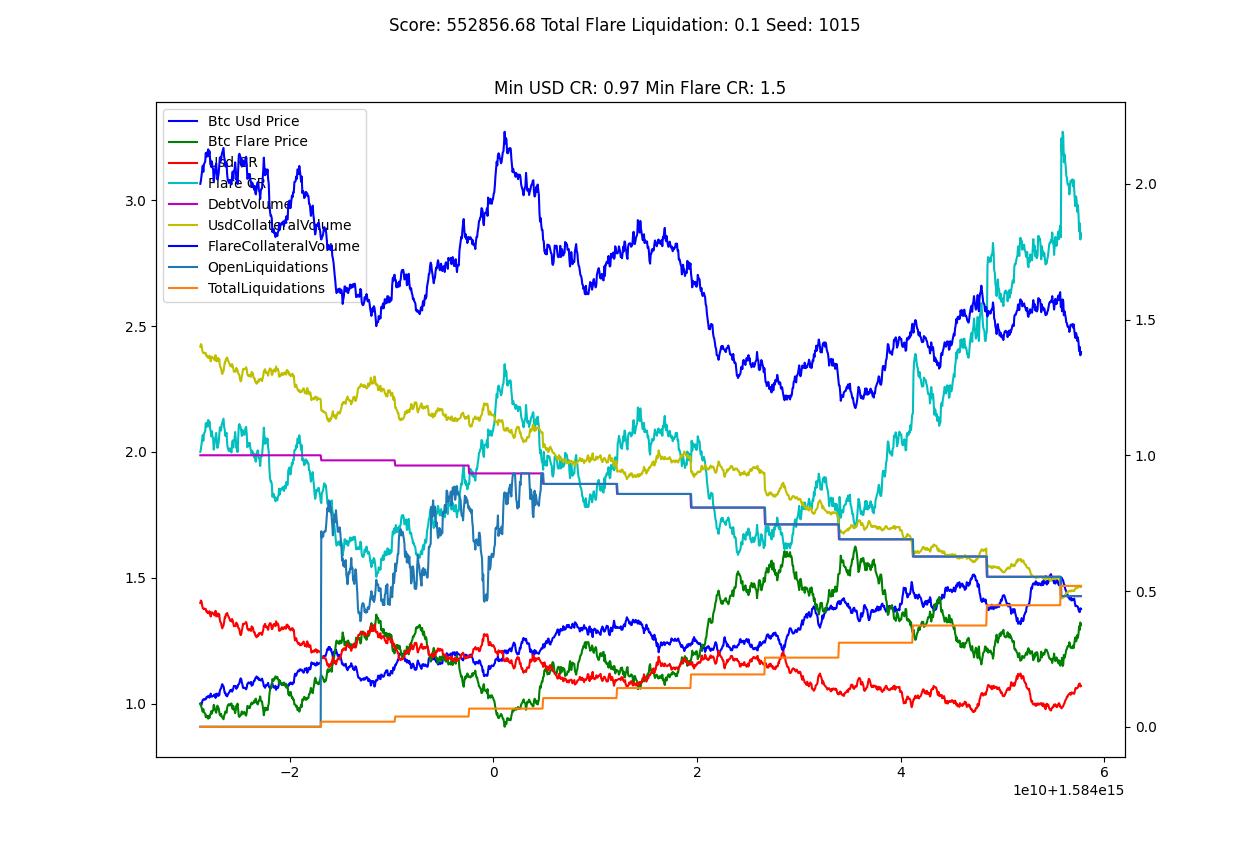 Score: 552856.68 Total Flare Liquidation: 0.1 Seed: 1015
Min USD CR: 0.97 Min Flare CR: 1.5
Btc Usd Price
Btc Flare Price
Usd CR
Flare CR
DebtVolume
UsdCollateralVolume
FlareCollateralVolume
OpenLiquidations
TotalLiquidations
3.0
2.5
2.0
1.5
1.0
2.0
1.5
1.0
0.5
0.0
−2
0
2
4
6
1e10+1.584e15